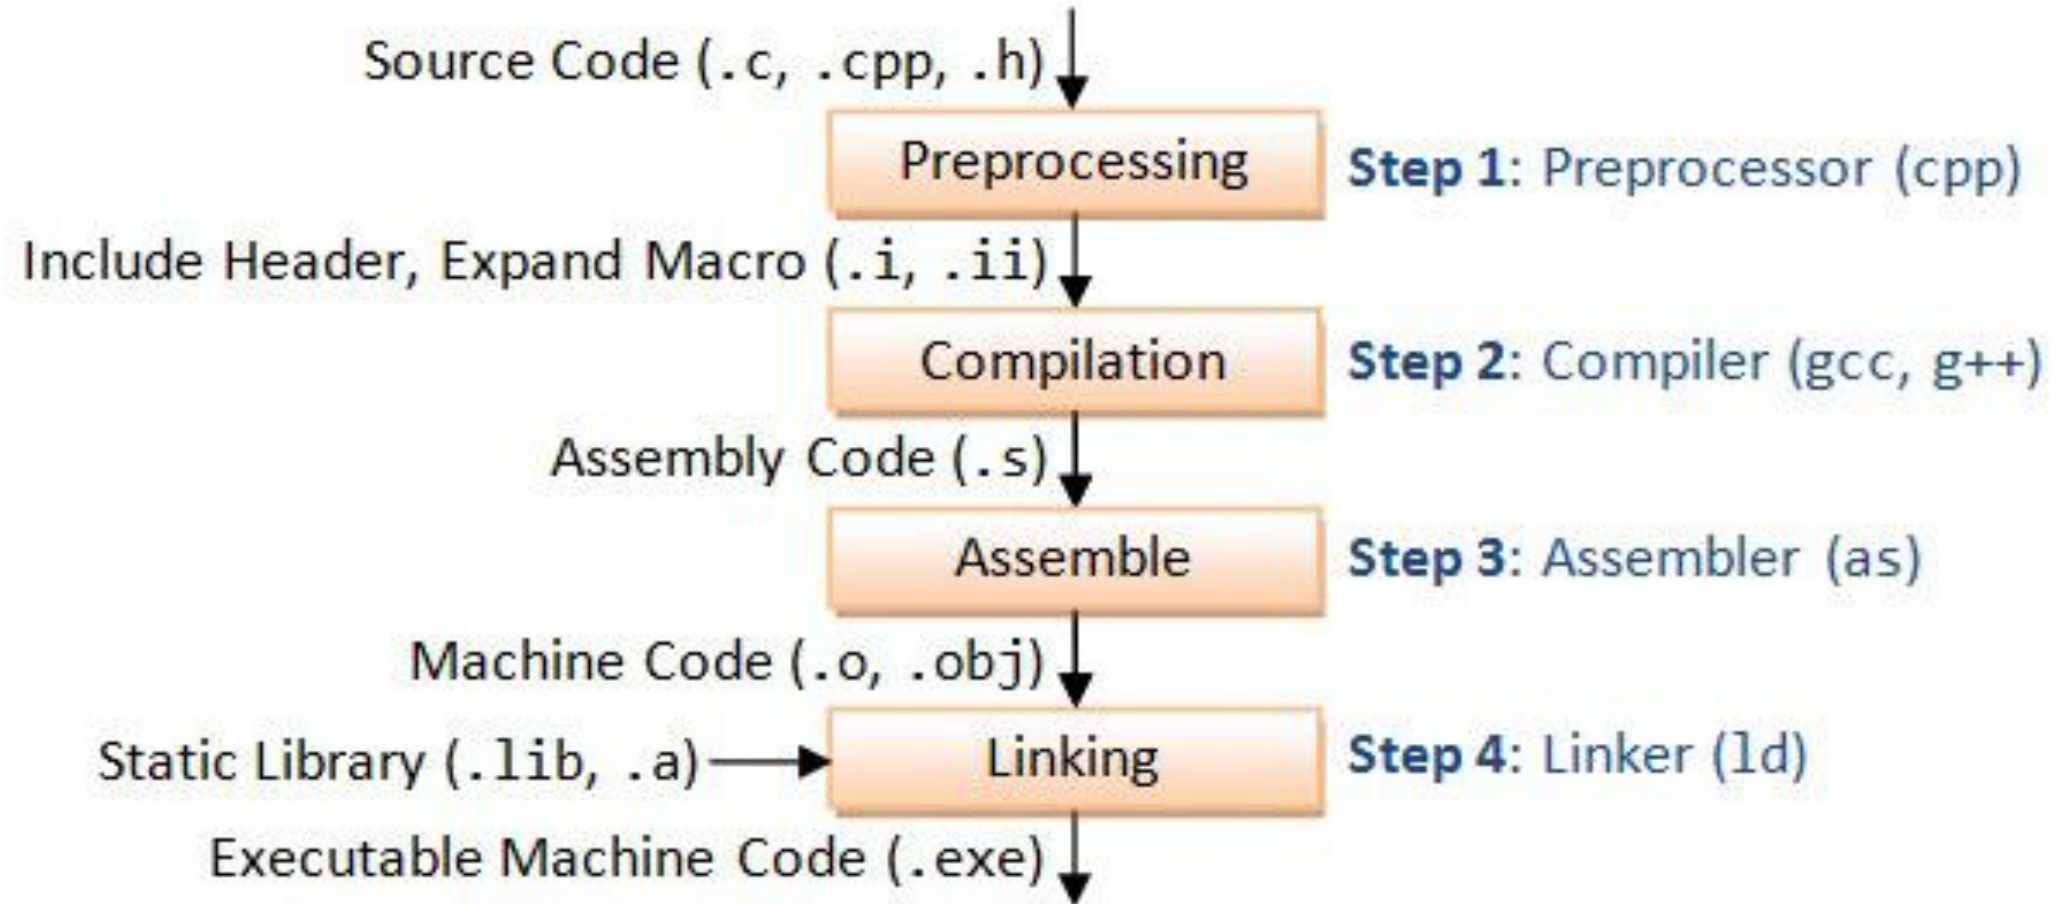 Source Code (.c, .cpp, .h)
Preprocessing
Step 1: Preprocessor (cpp)
Include Header, Expand Macro (.i, .ii)
Compilation
Step 2: Compiler (gcc, g++)
Assembly Code (.s)
Assemble
Step 3: Assembler (as)
Machine Code (.o, .obj)
Static Library (.lib, .a)
Linking
Step 4: Linker (ld)
Executable Machine Code (.exe)